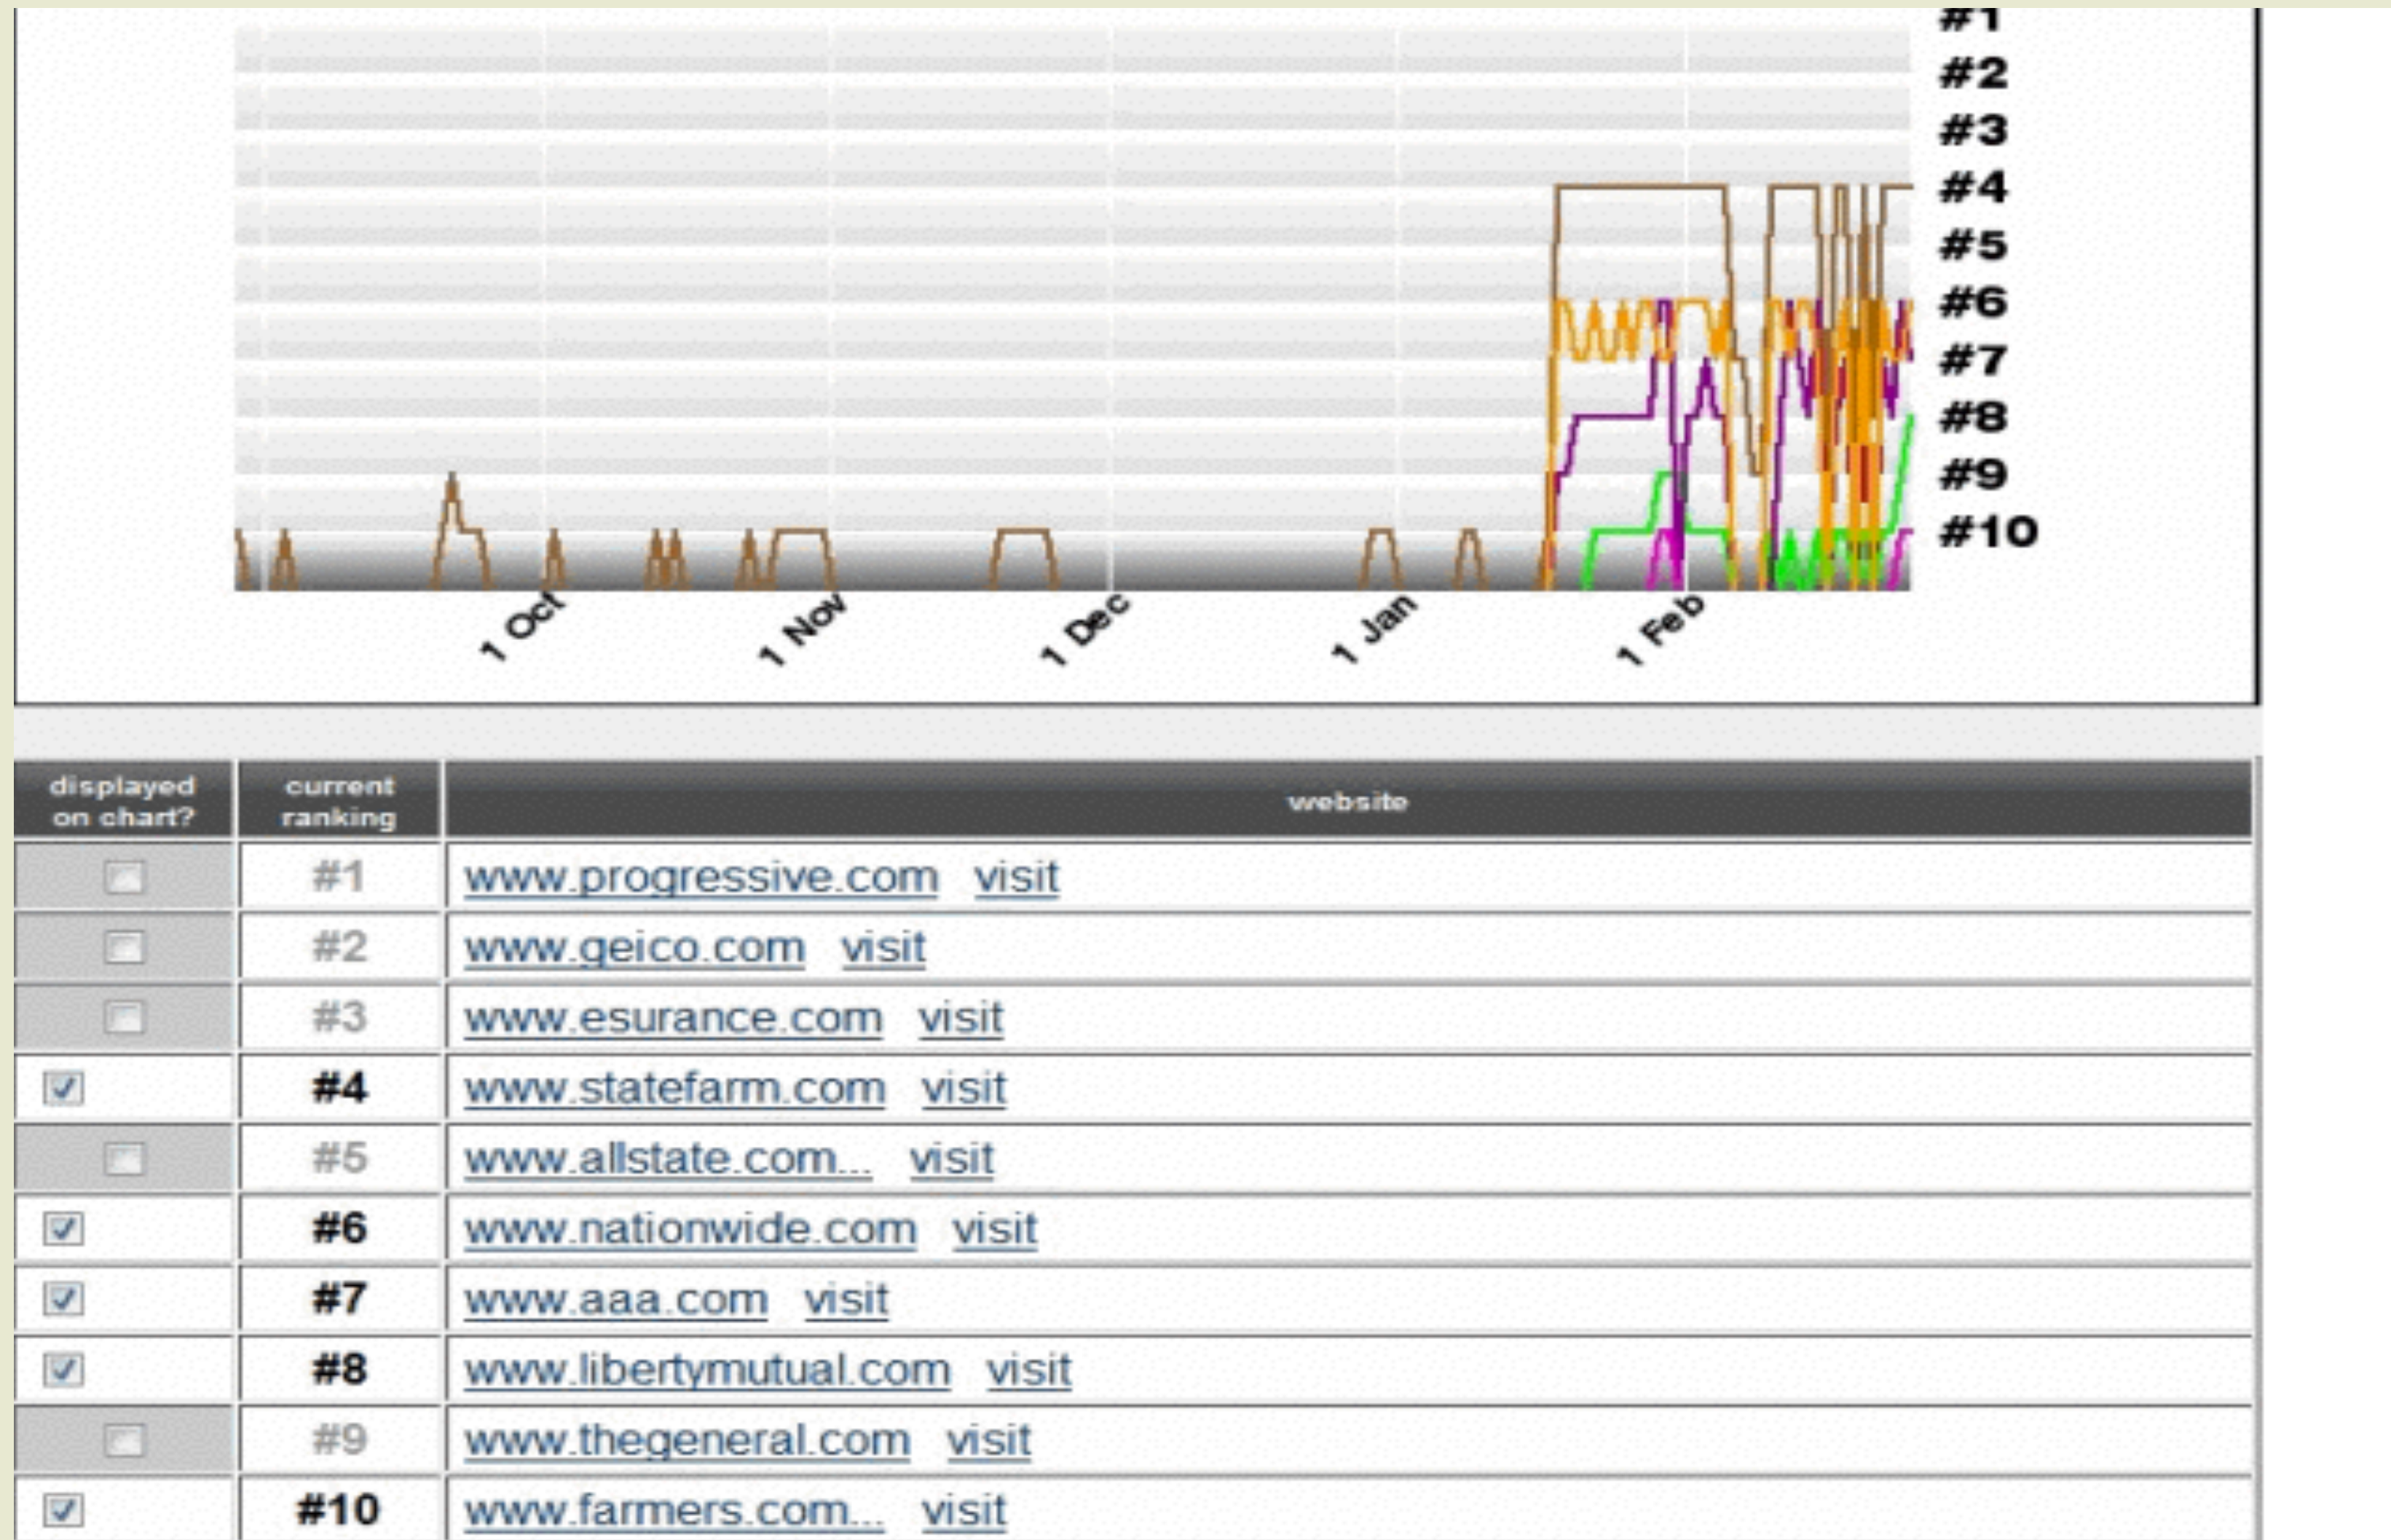 #1
#2
#3
#4
#5
#6
#7
#8
#9
#10
1 Oct
1 Nov
1 Dec
1 Jan
1 Feb
displayed on chart?
current ranking
website
#1 www.progressive.com visit
#2 www.geico.com visit
#3 www.esurance.com visit
#4 www.statefarm.com visit
#5 www.allstate.com... visit
#6 www.nationwide.com visit
#7 www.aaa.com visit
#8 www.libertymutual.com visit
#9 www.thegeneral.com visit
#10 www.farmers.com... visit